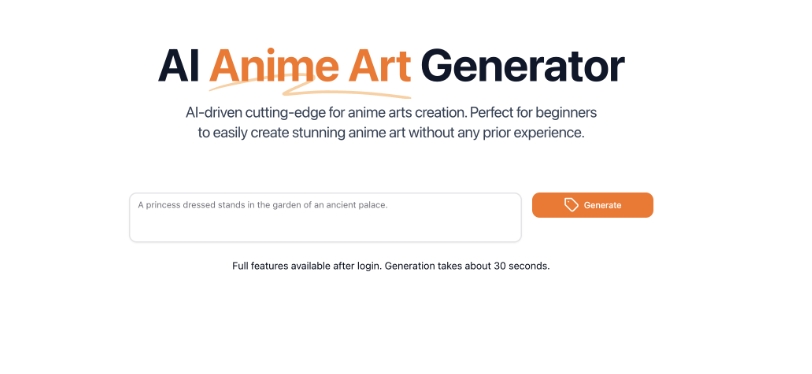 AI Anime Art Generator
AI-driven cutting-edge for anime arts creation. Perfect for beginners
to easily create stunning anime art without any prior experience.
A princess dressed stands in the garden of an ancient palace.
Generate
Full features available after login. Generation takes about 30 seconds.